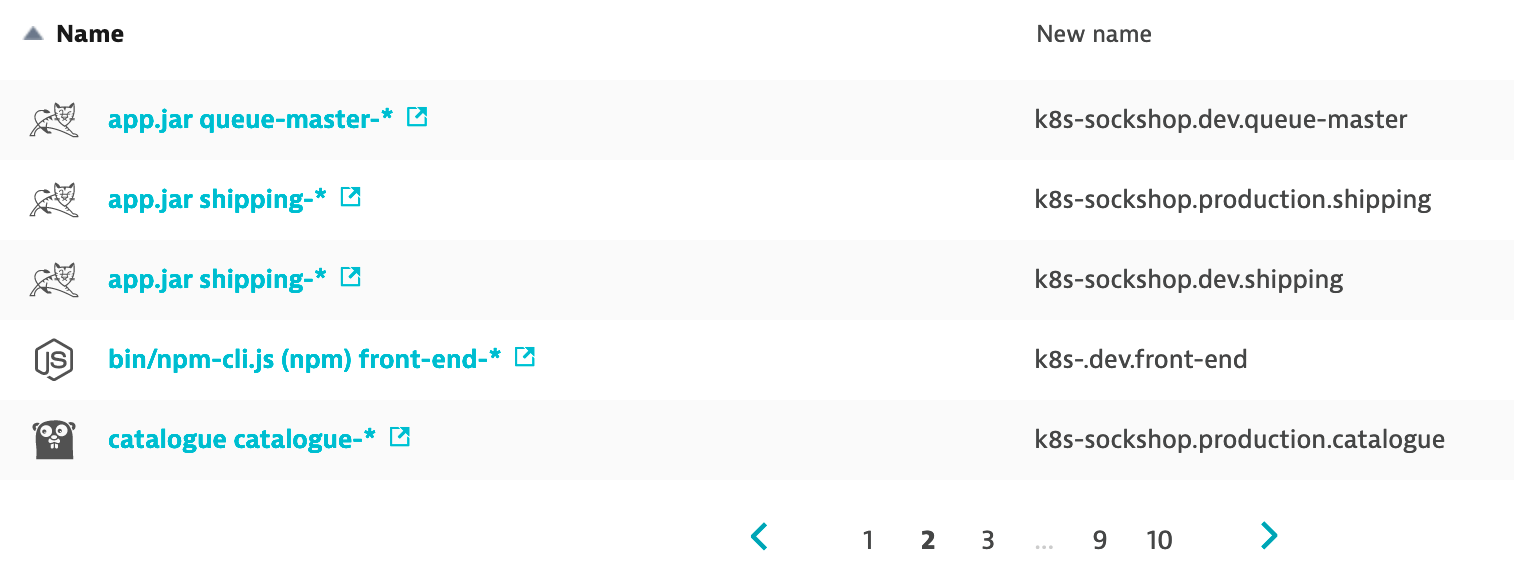 Name New name
app.jar queue-master-* k8s-sockshop.dev.queue-master
app.jar shipping-* k8s-sockshop.production.shipping
app.jar shipping-* k8s-sockshop.dev.shipping
JS bin/npm-cli.js (npm) front-end-* k8s-.dev.front-end
catalogue catalogue-* k8s-sockshop.production.catalogue
1 2 3 ... 9 10